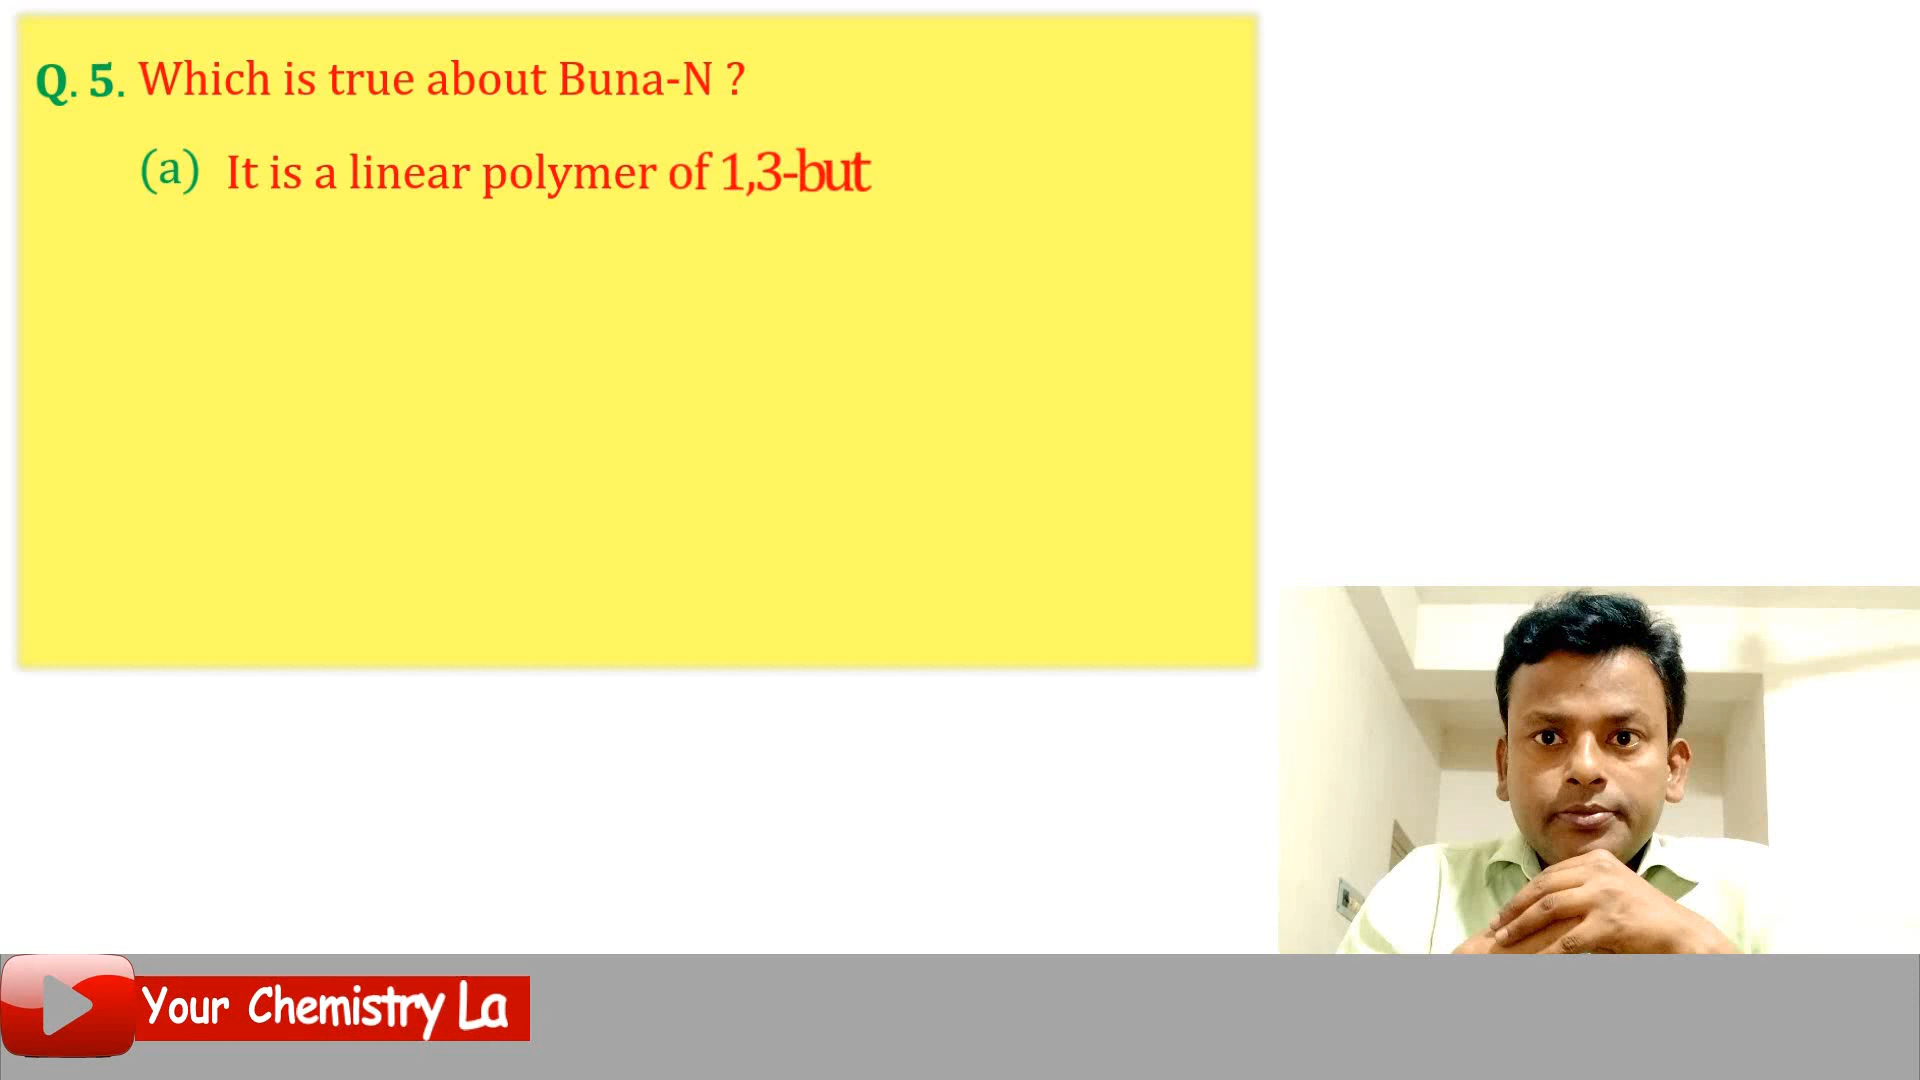 Q. 5. Which is true about Buna-N ?
(a) It is a linear polymer of 1,3-but
Your Chemistry La